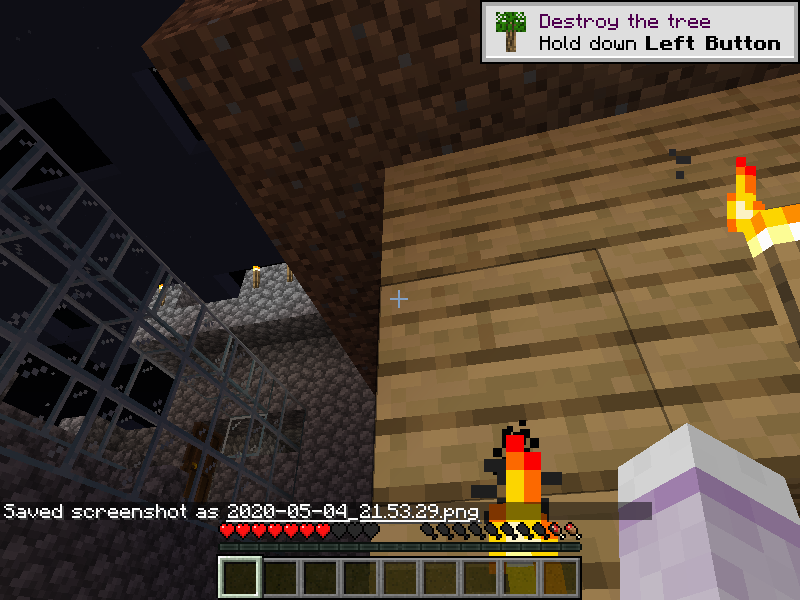 Destroy the tree
Hold down Left Button
Saved screenshot as 2020-05-04_21.53.29.png